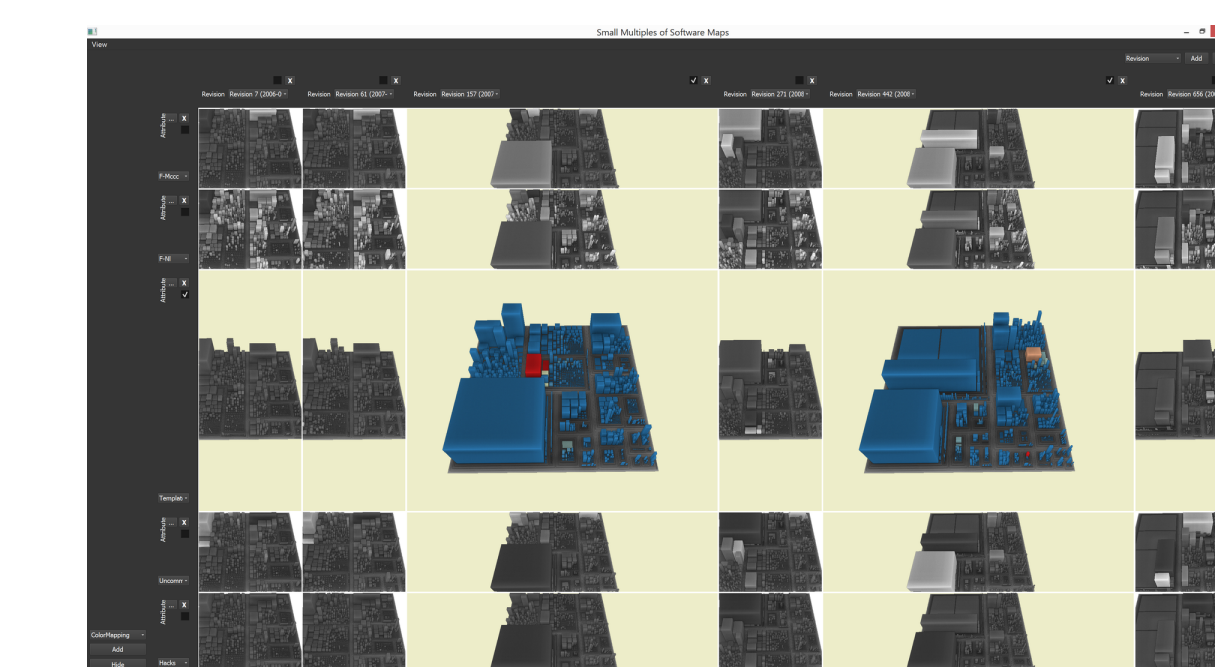 Small Multiples of Software Maps
View
Revision Add
X X X X X
Revision Revision 7 (2006-0 Revision Revision 61 (2007- Revision Revision 157 (2007 Revision Revision 271 (2008 Revision Revision 442 (2008 Revision Revision 656 (20
Attribute ... X
F-Mccc
Attribute ... X
F-NI
Attribute ... X
Templat
Attribute ... X
Uncomm
Attribute ... X
ColorMapping
Add
Hide
Hacks